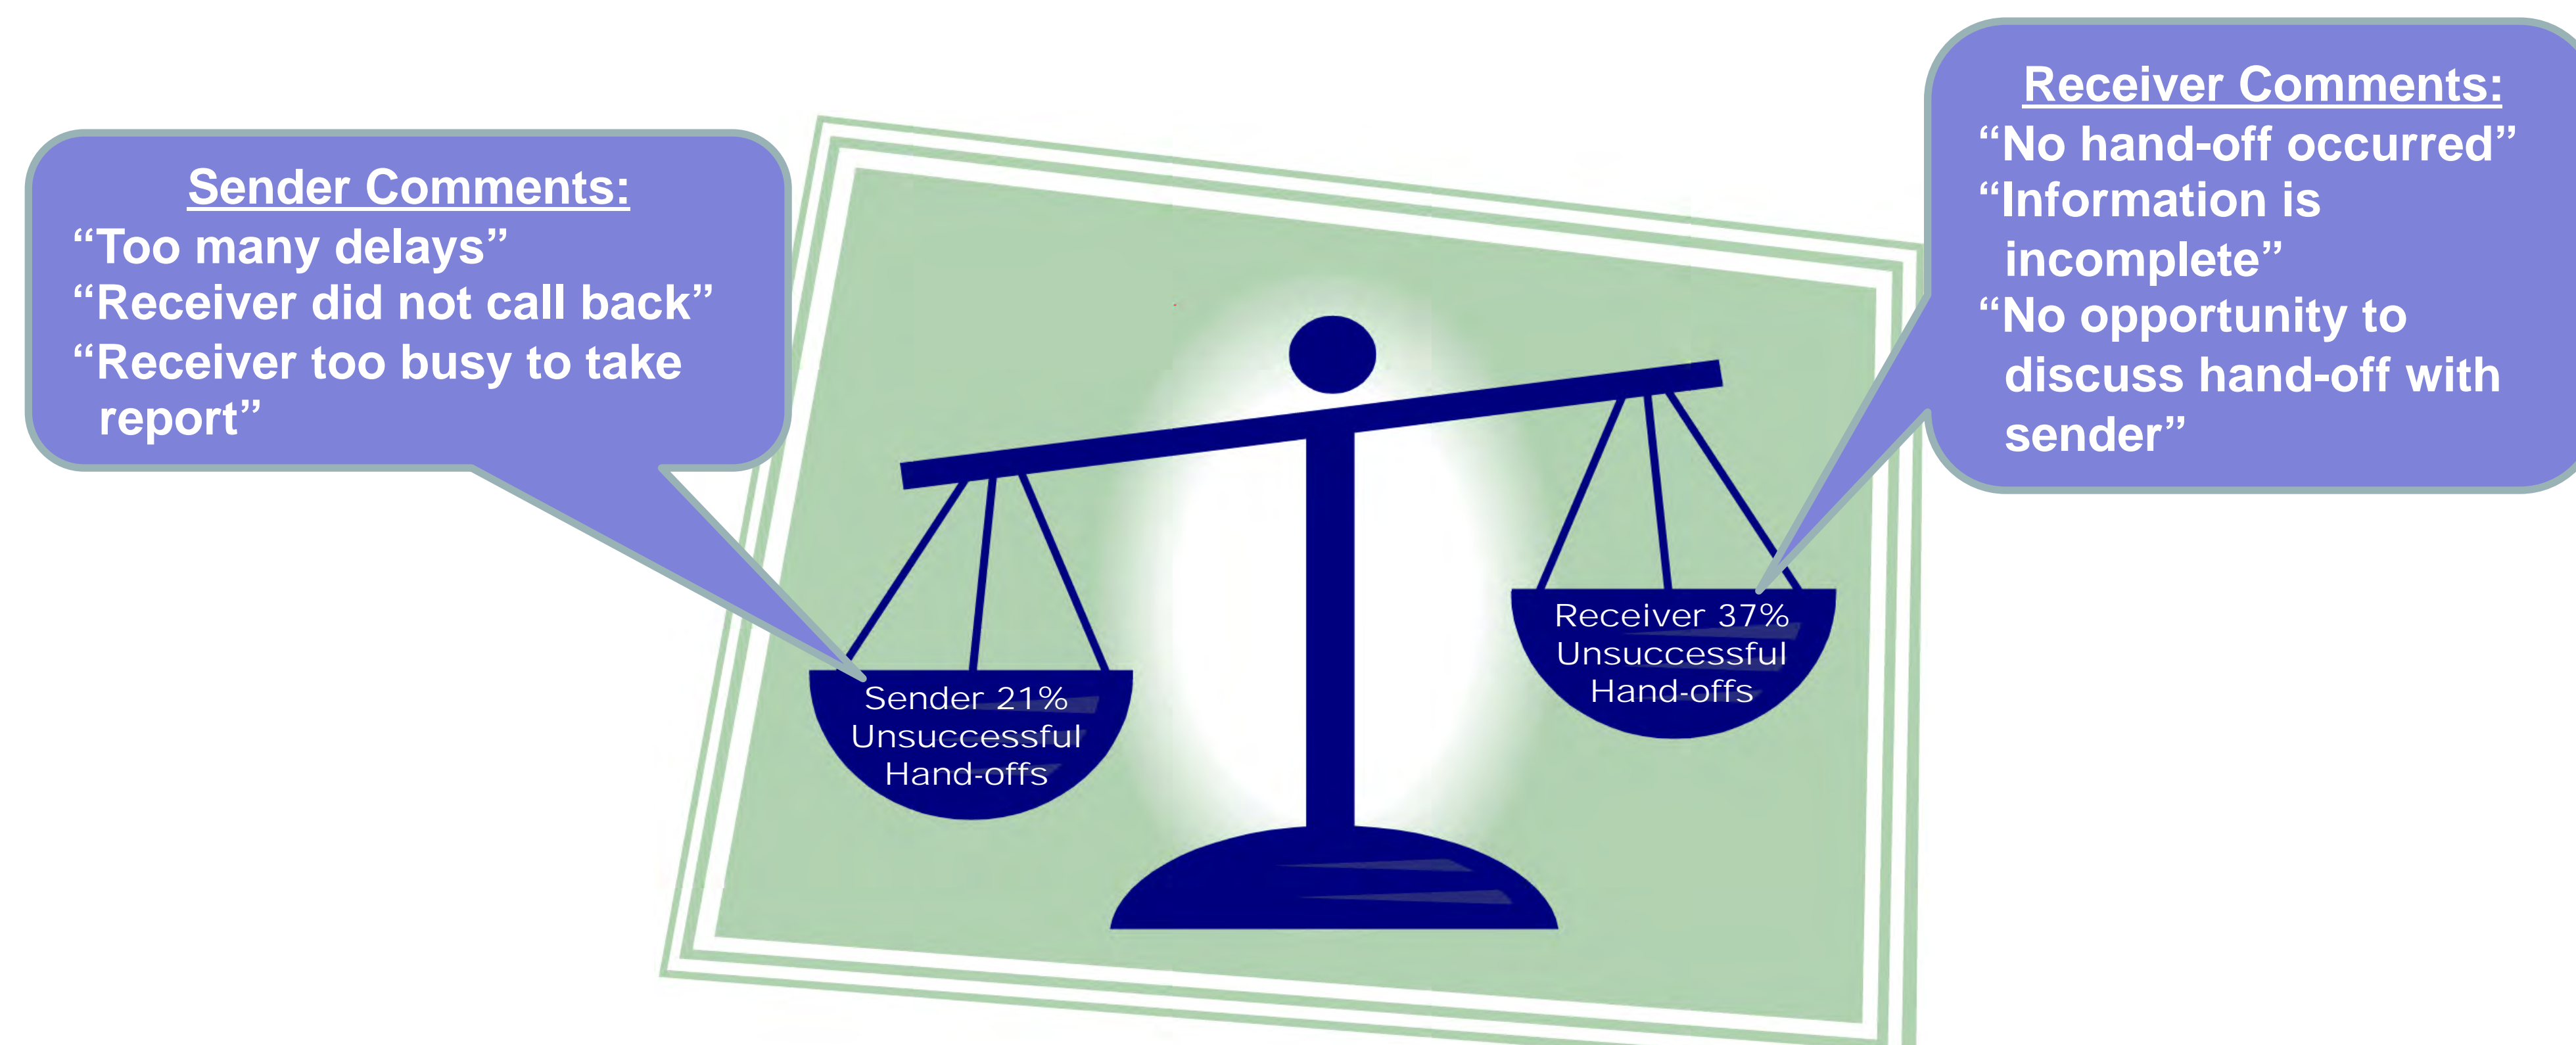 Sender Comments:
“Too many delays”
“Receiver did not call back”
“Receiver too busy to take
report”
Receiver Comments:
“No hand-off occurred”
“Information is
incomplete”
“No opportunity to
discuss hand-off with
sender”
Sender 21%
Unsuccessful
Hand-offs
Receiver 37%
Unsuccessful
Hand-offs